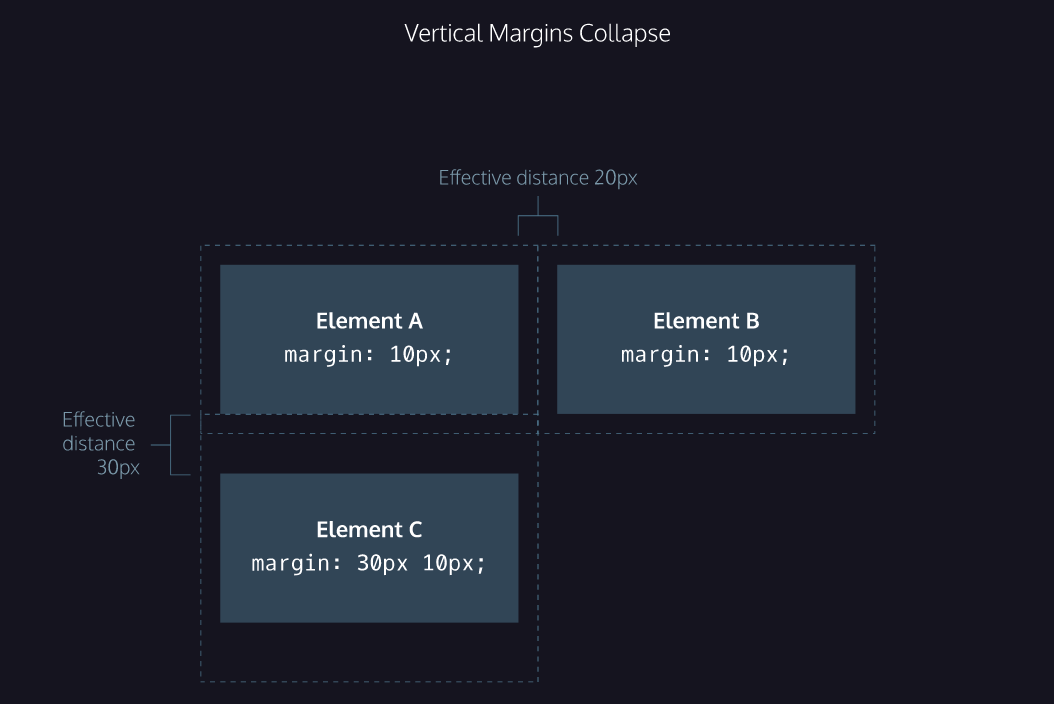 Vertical Margins Collapse
Effective distance 20px
Element A
margin: 10px;
Element B
margin: 10px;
Effective
distance
30px
Element C
margin: 30px 10px;